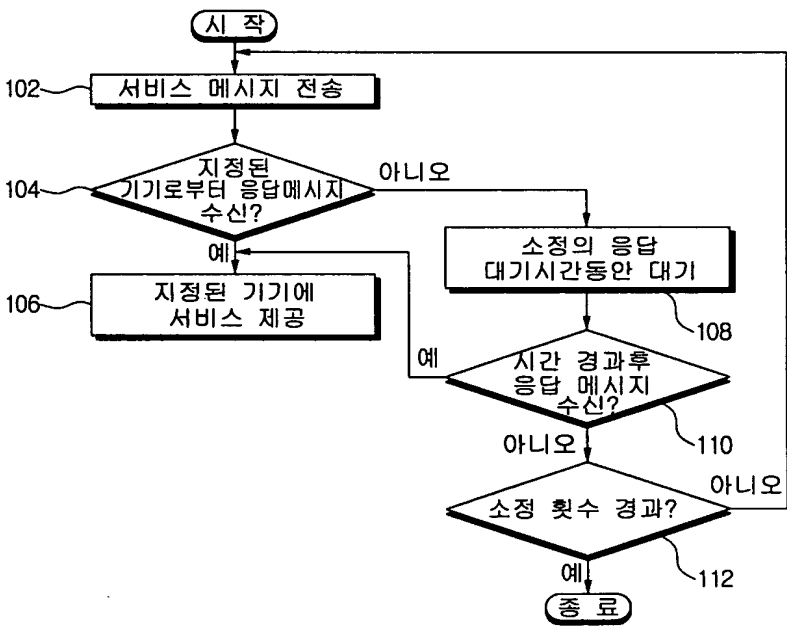 시 작
102
서비스 메시지 전송
104
지정된
기기로부터 응답메시지
수신?
아니오
예
106
지정된 기기에
서비스 제공
소정의 응답
대기시간동안 대기
108
예
시간 경과후
응답 메시지
수신?
110
아니오
소정 횟수 경과?
아니오
112
예
종 료